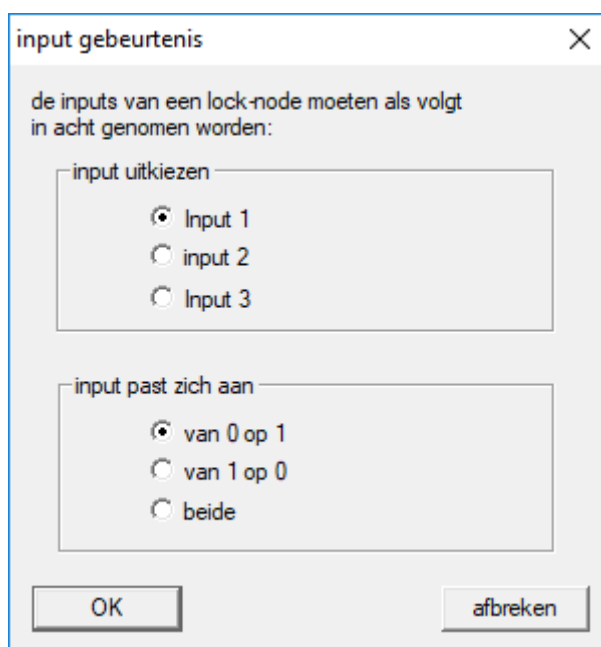 input gebeurtenis
de inputs van een lock-node moeten als volgt
in acht genomen worden:
input uitkiezen
Input 1
input 2
Input 3
input past zich aan
van 0 op 1
van 1 op 0
beide
OK
afbreken